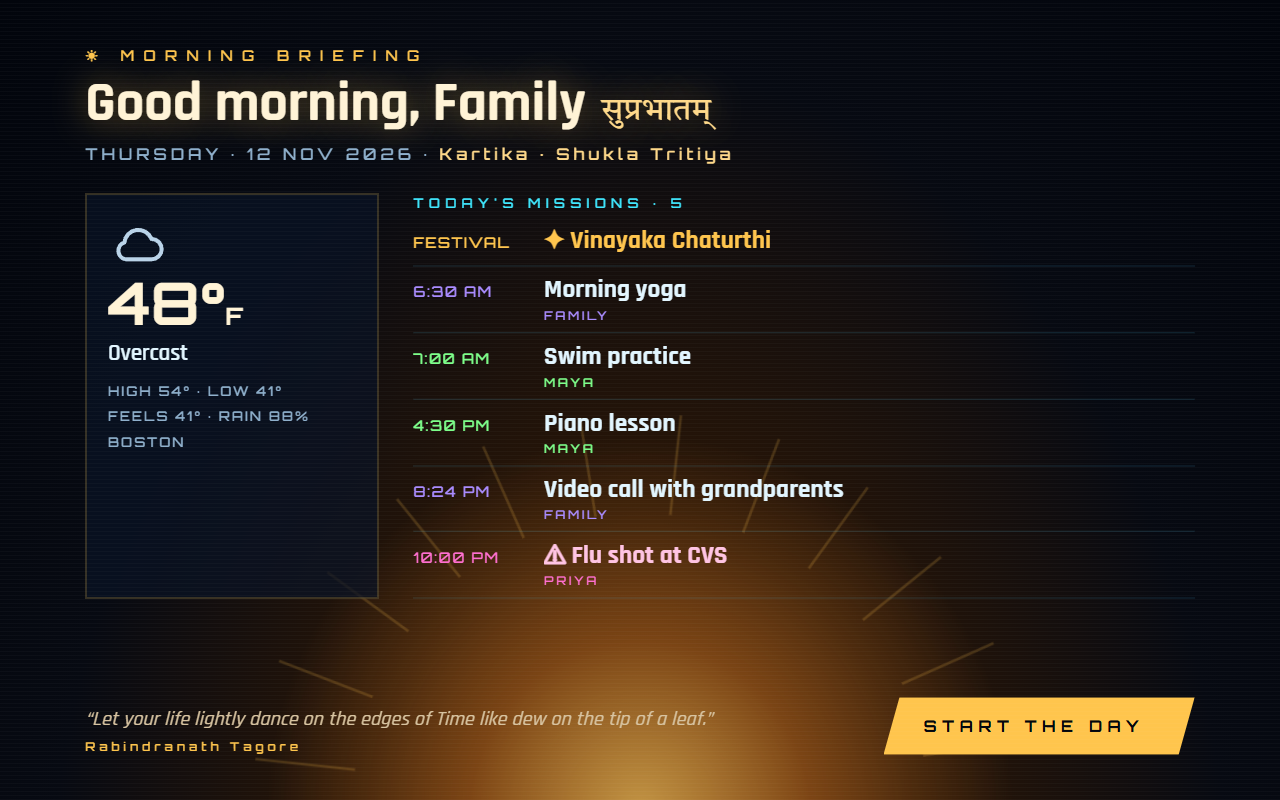 MORNING BRIEFING
Good morning, Family सुप्रभातम्
THURSDAY · 12 NOV 2026 · Kartika · Shukla Tritiya
48°F
Overcast
HIGH 54° · LOW 41°
FEELS 41° · RAIN 88%
BOSTON
TODAY'S MISSIONS · 5
FESTIVAL ✦ Vinayaka Chaturthi
6:30 AM Morning yoga
FAMILY
7:00 AM Swim practice
MAYA
4:30 PM Piano lesson
MAYA
8:24 PM Video call with grandparents
FAMILY
10:00 PM ⚠ Flu shot at CVS
PRIYA
“Let your life lightly dance on the edges of Time like dew on the tip of a leaf.”
Rabindranath Tagore
START THE DAY